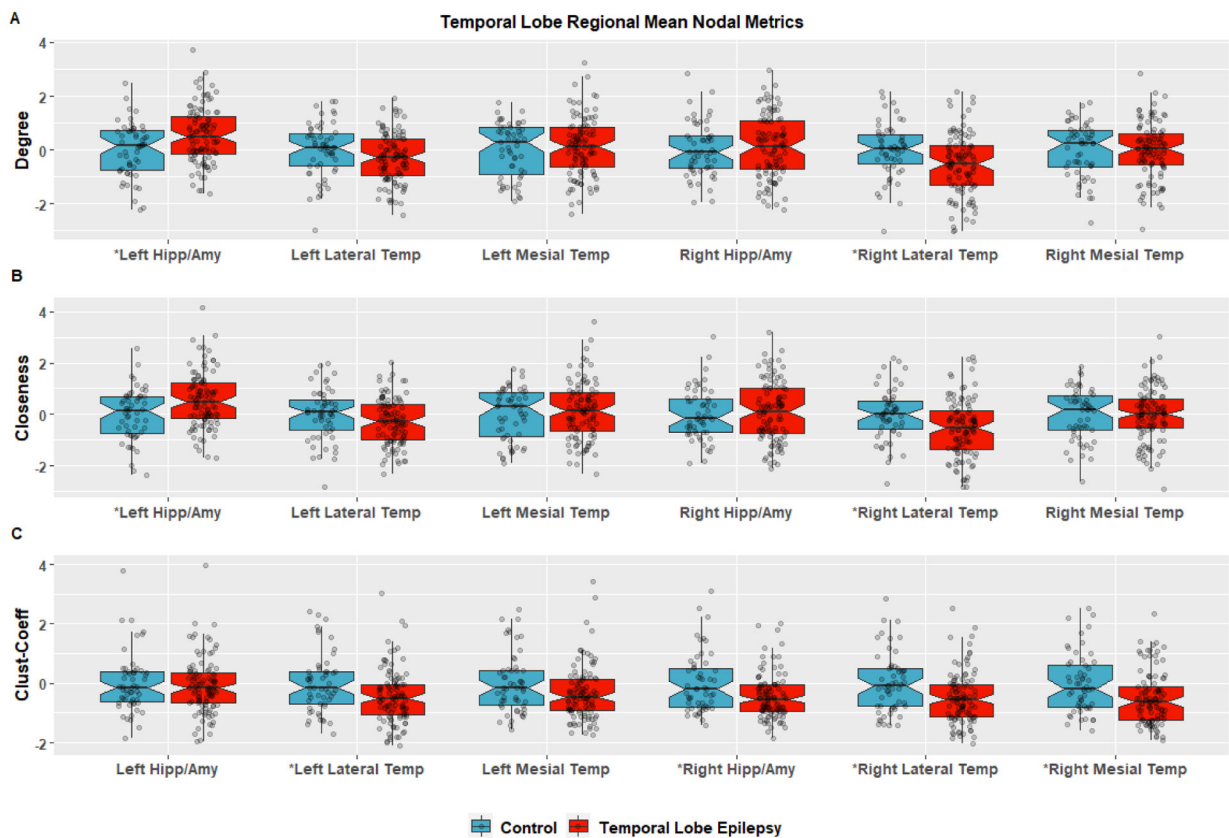 A
Temporal Lobe Regional Mean Nodal Metrics
Degree
4
2
0
-2
*Left Hipp/Amy Left Lateral Temp Left Mesial Temp Right Hipp/Amy *Right Lateral Temp Right Mesial Temp
B
Closeness
4
2
0
-2
*Left Hipp/Amy Left Lateral Temp Left Mesial Temp Right Hipp/Amy *Right Lateral Temp Right Mesial Temp
C
Clust-Coeff
4
2
0
-2
Left Hipp/Amy *Left Lateral Temp Left Mesial Temp *Right Hipp/Amy *Right Lateral Temp *Right Mesial Temp
Control Temporal Lobe Epilepsy